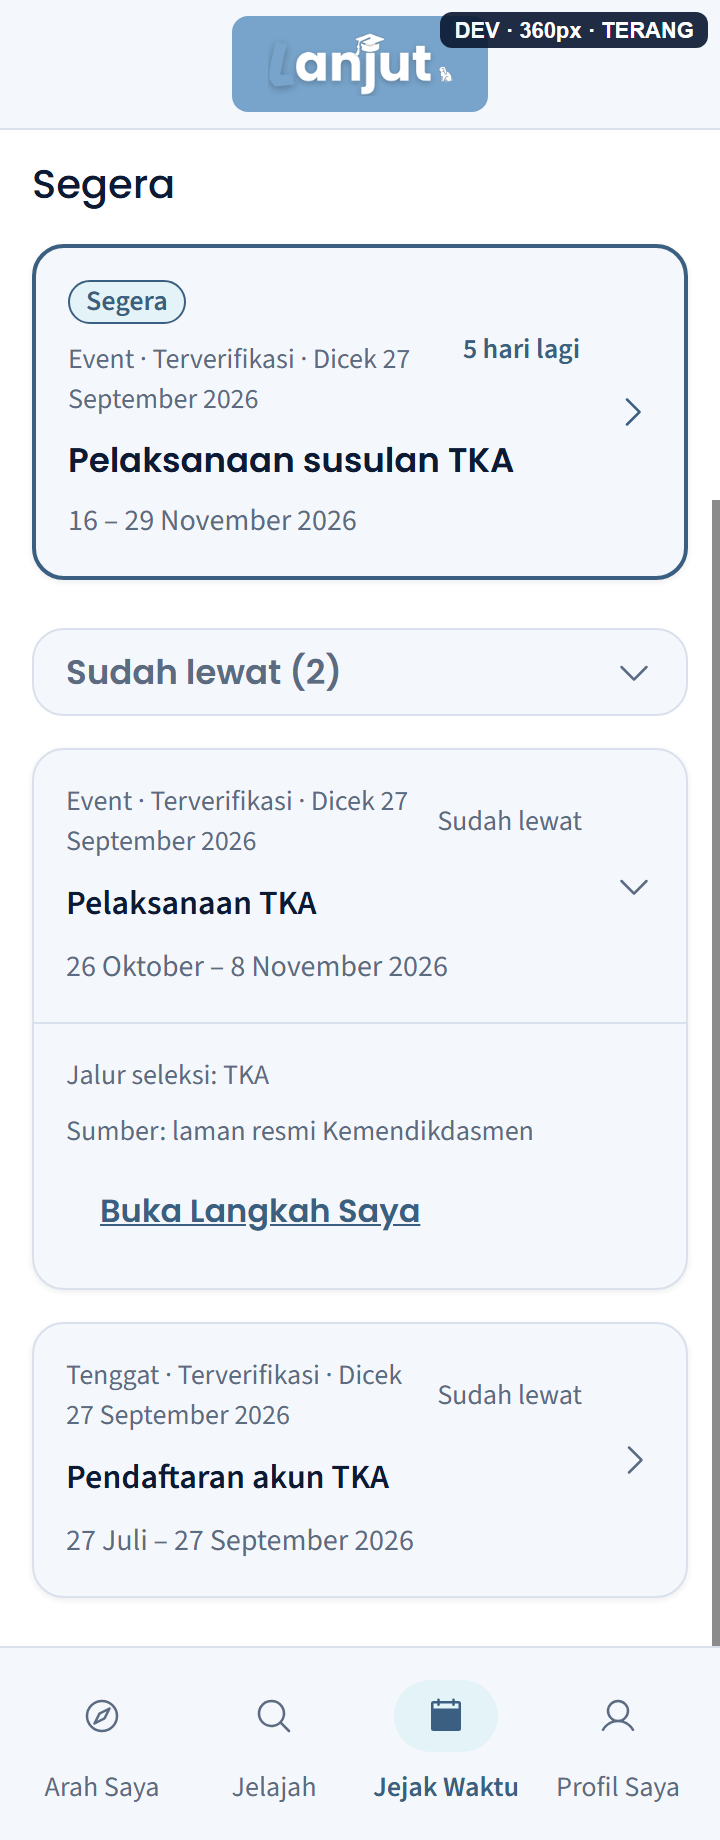 Lanjut
DEV · 360px · TERANG
Segera
Segera
Event · Terverifikasi · Dicek 27
September 2026
5 hari lagi
Pelaksanaan susulan TKA
16 – 29 November 2026
Sudah lewat (2)
Event · Terverifikasi · Dicek 27
September 2026
Sudah lewat
Pelaksanaan TKA
26 Oktober – 8 November 2026
Jalur seleksi: TKA
Sumber: laman resmi Kemendikdasmen
Buka Langkah Saya
Tenggat · Terverifikasi · Dicek
27 September 2026
Sudah lewat
Pendaftaran akun TKA
27 Juli – 27 September 2026
Arah Saya
Jelajah
Jejak Waktu
Profil Saya